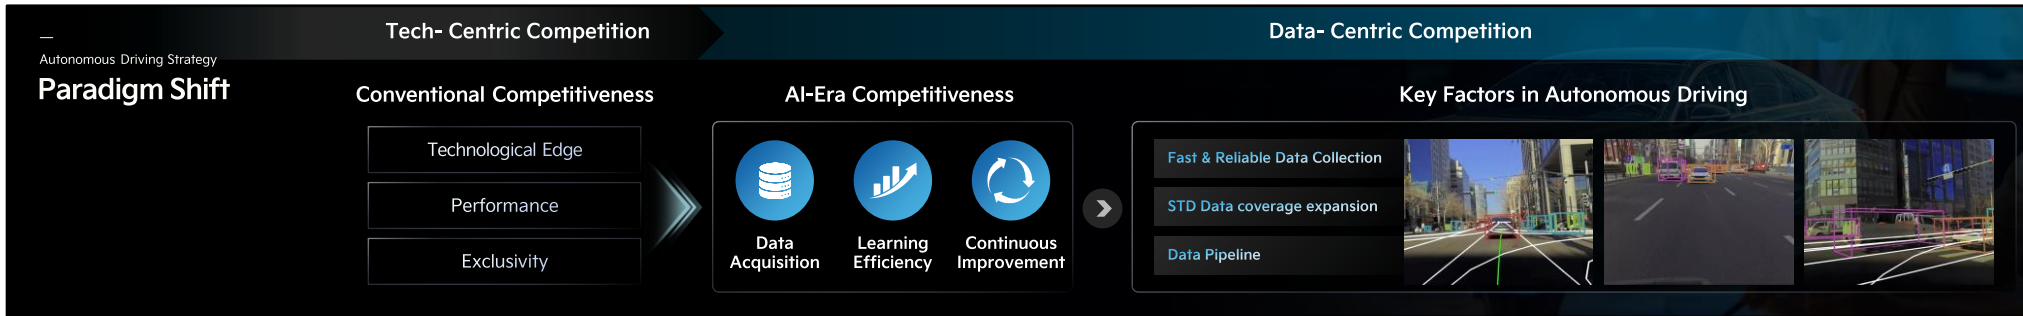 Tech- Centric Competition
Data- Centric Competition
Autonomous Driving Strategy
Paradigm Shift
Conventional Competitiveness
Technological Edge
Performance
Exclusivity
AI-Era Competitiveness
Data
Acquisition
Learning
Efficiency
Continuous
Improvement
Key Factors in Autonomous Driving
Fast & Reliable Data Collection
STD Data coverage expansion
Data Pipeline